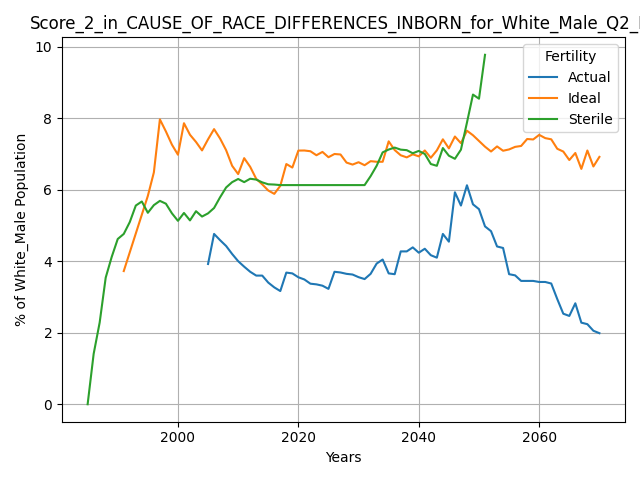 Score_2_in_CAUSE_OF_RACE_DIFFERENCES_INBORN_for_White_Male_Q2_
10
8
6
4
2
0
% of White_Male Population
2000
2020
2040
2060
Years
Fertility
Actual
Ideal
Sterile